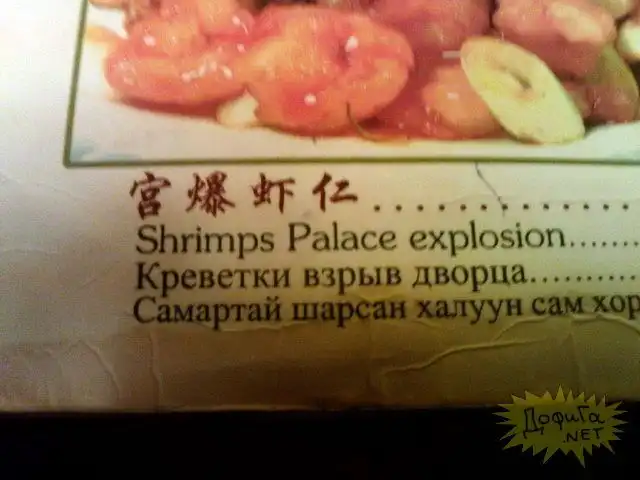 宫爆虾仁..............
Shrimps Palace explosion.......
Креветки взрыв дворца..........
Самартай шарсан халуун сам
ДофигА
.NET